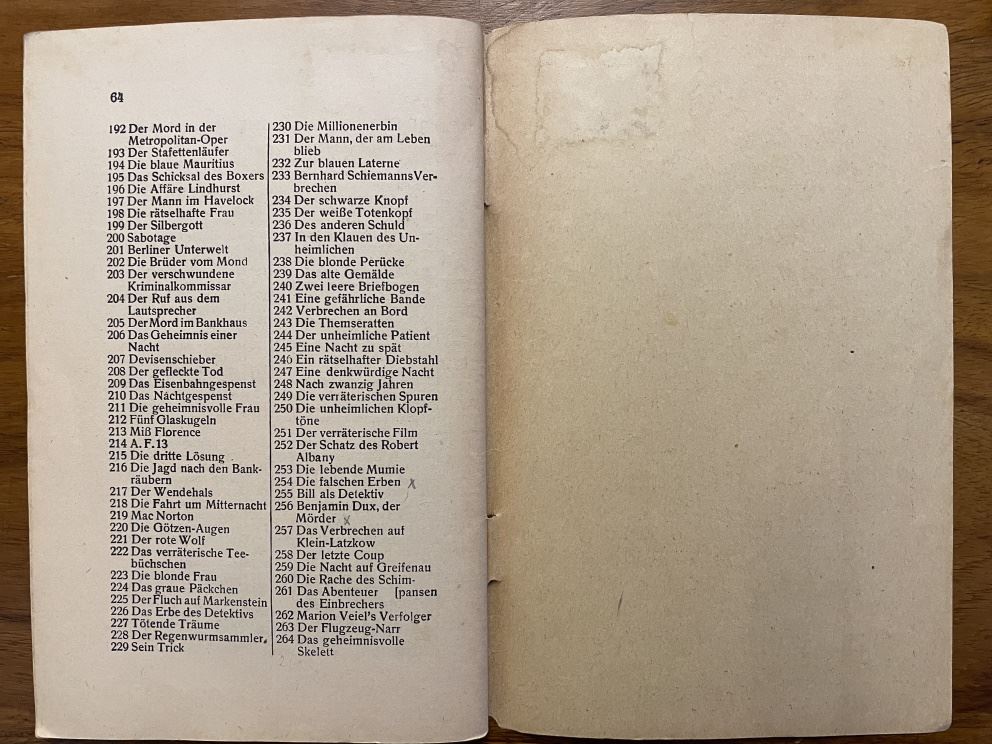 64
192 Der Mord in der
Metropolitan-Oper
193 Der Stafettenläufer
194 Die blaue Mauritius
195 Das Schicksal des Boxers
196 Die Affäre Lindhurst
197 Der Mann im Havelock
198 Die rätselhafte Frau
199 Der Silbergott
200 Sabotage
201 Berliner Unterwelt
202 Die Brüder vom Mond
203 Der verschwundene
Kriminalkommissar
204 Der Ruf aus dem
Lautsprecher
205 Der Mord im Bankhaus
206 Das Geheimnis einer
Nacht
207 Devisenschieber
208 Der gefleckte Tod
209 Das Eisenbahngespenst
210 Das Nachtgespenst
211 Die geheimnisvolle Frau
212 Fünf Glaskugeln
213 Miß Florence
214 A. F. 13
215 Die dritte Lösung
216 Die Jagd nach den Bank-
räubern
217 Der Wendehals
218 Die Fahrt um Mitternacht
219 Mac Norton
220 Die Götzen-Augen
221 Der rote Wolf
222 Das verräterische Tee-
büchschen
223 Die blonde Frau
224 Das graue Päckchen
225 Der Fluch auf Markenstein
226 Das Erbe des Detektivs
227 Tötende Träume
228 Der Regenwurmsammler.
229 Sein Trick
230 Die Millionenerbin
231 Der Mann, der am Leben
blieb
232 Zur blauen Laterne
233 Bernhard Schiemanns Ver-
brechen
234 Der schwarze Knopf
235 Der weiße Totenkopf
236 Des anderen Schuld
237 In den Klauen des Un-
heimlichen
238 Die blonde Perücke
239 Das alte Gemälde
240 Zwei leere Briefbogen
241 Eine gefährliche Bande
242 Verbrechen an Bord
243 Die Themseratten
244 Der unheimliche Patient
245 Eine Nacht zu spät
246 Ein rätselhafter Diebstahl
247 Eine denkwürdige Nacht
248 Nach zwanzig Jahren
249 Die verräterischen Spuren
250 Die unheimlichen Klopf-
töne
251 Der verräterische Film
252 Der Schatz des Robert
Albany
253 Die lebende Mumie
254 Die falschen Erben x
255 Bill als Detektiv
256 Benjamin Dux, der
Mörder x
257 Das Verbrechen auf
Klein-Latzkow
258 Der letzte Coup
259 Die Nacht auf Greifenau
260 Die Rache des Schim-
261 Das Abenteuer [pansen
des Einbrechers
262 Marion Veiel's Verfolger
263 Der Flugzeug-Narr
264 Das geheimnisvolle
Skelett